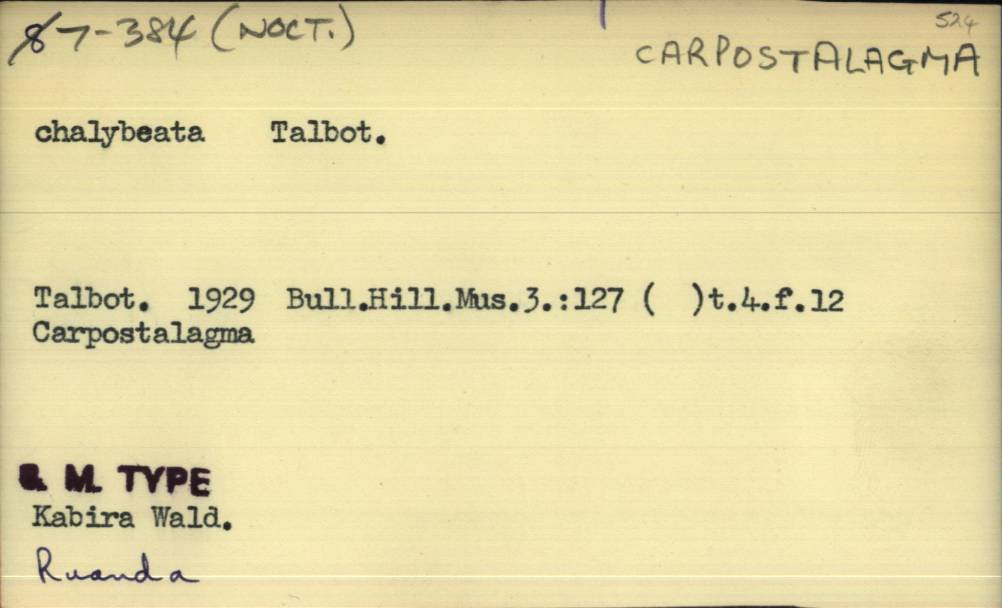 87-384 (NOCT.)
524
CARPOSTALAGMA
chalybeata Talbot.
Talbot. 1929 Bull.Hill.Mus.3.:127 ( )t.4.f.12
Carpostalagma
B. M. TYPE
Kabira Wald.
Ruanda